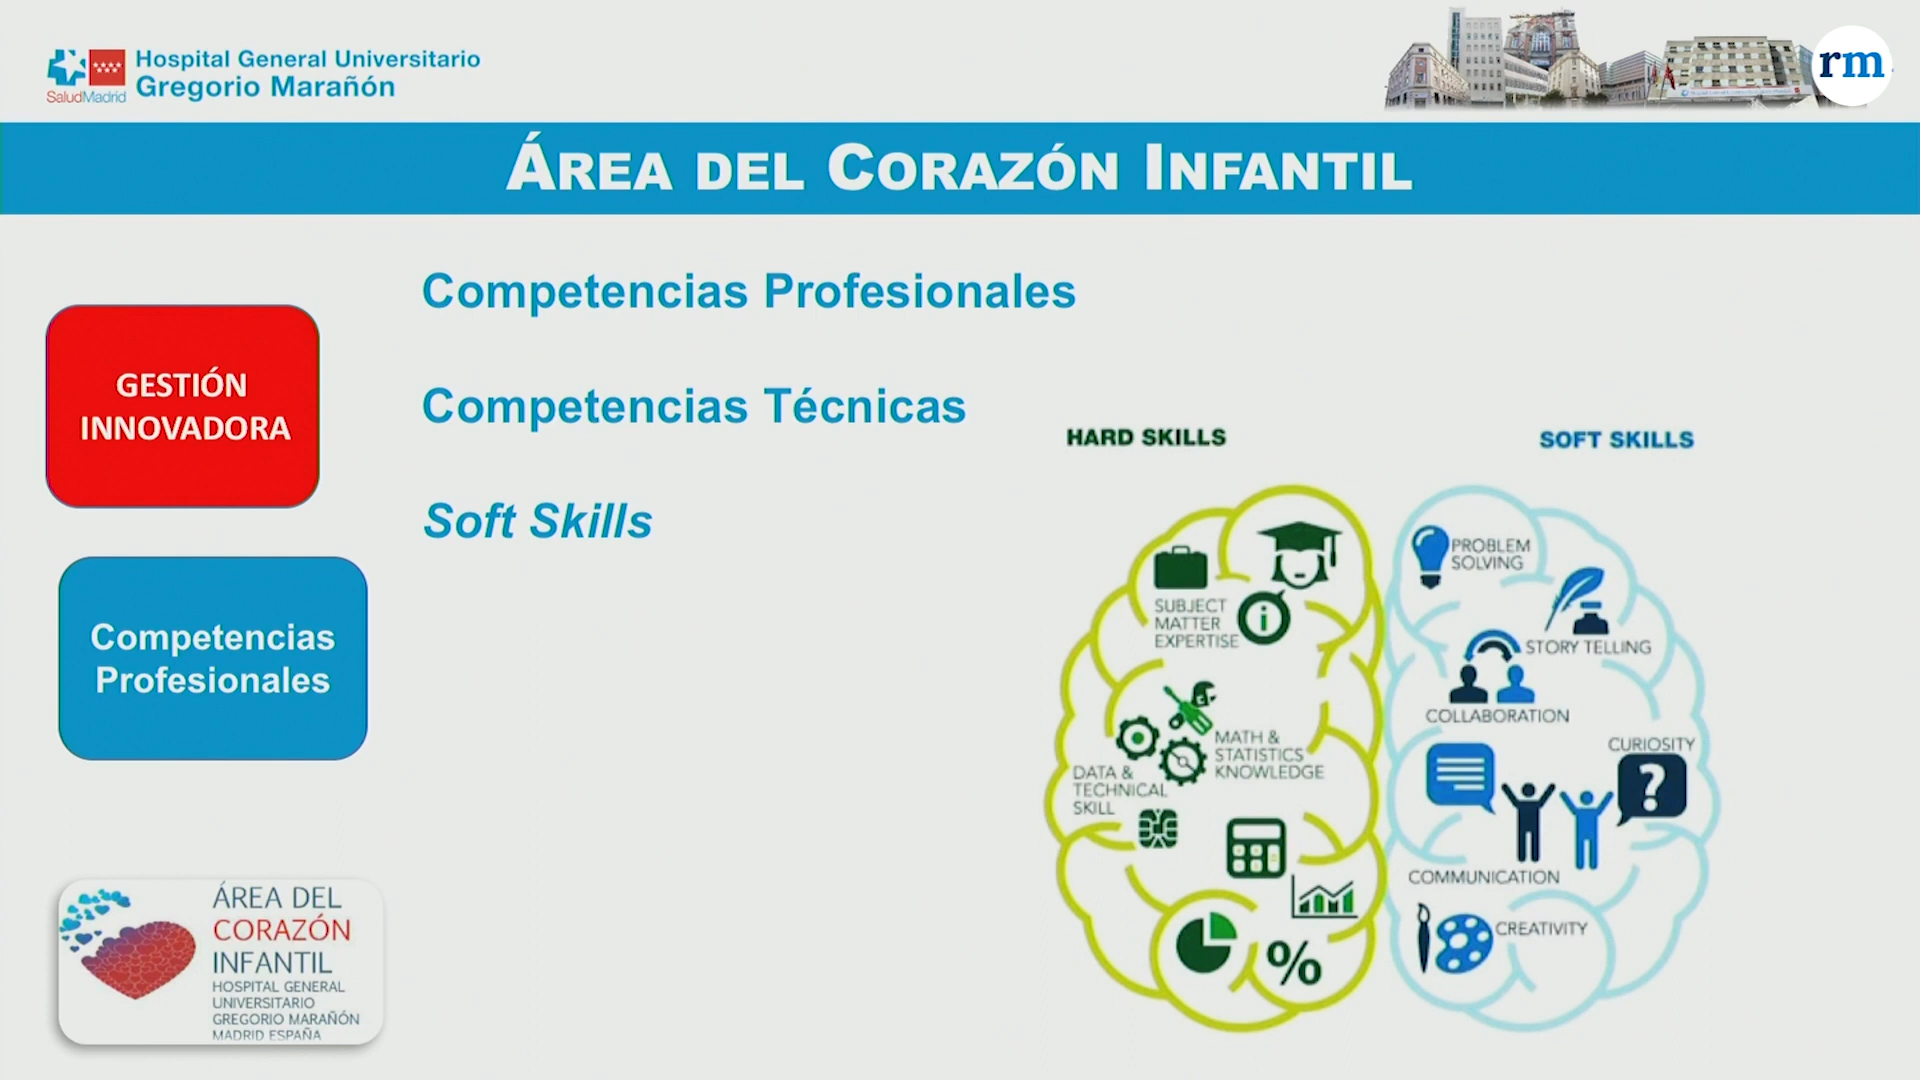 Hospital General Universitario
Gregorio Marañón
SaludMadrid
rm
ÁREA DEL CORAZÓN INFANTIL
Competencias Profesionales
GESTIÓN
INNOVADORA
Competencias Técnicas
HARD SKILLS
SOFT SKILLS
Soft Skills
Competencias
Profesionales
SUBJECT
MATTER
EXPERTISE
i
MATH &
STATISTICS
KNOWLEDGE
DATA &
TECHNICAL
SKILL
%
PROBLEM
SOLVING
STORY TELLING
COLLABORATION
CURIOSITY
?
COMMUNICATION
CREATIVITY
ÁREA DEL
CORAZÓN
INFANTIL
HOSPITAL GENERAL
UNIVERSITARIO
GREGORIO MARAÑÓN
MADRID ESPAÑA